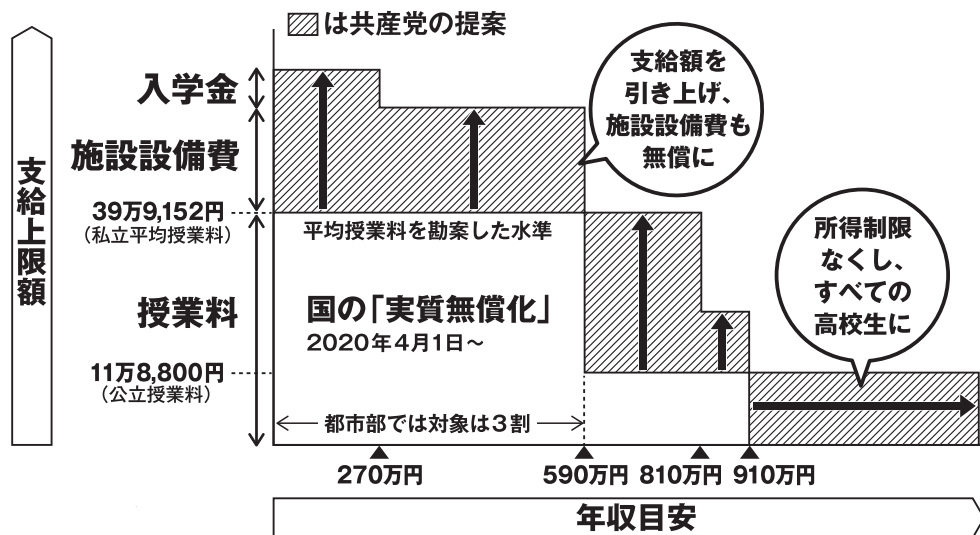 は共産党の提案
支給上限額
入学金
施設設備費
39万9,152円
（私立平均授業料）
授業料
11万8,800円
（公立授業料）
支給額を
引き上げ、
施設設備費も
無償に
平均授業料を勘案した水準
国の「実質無償化」
2020年4月1日～
所得制限
なくし、
すべての
高校生に
都市部では対象は3割
270万円
590万円
810万円
910万円
年収目安